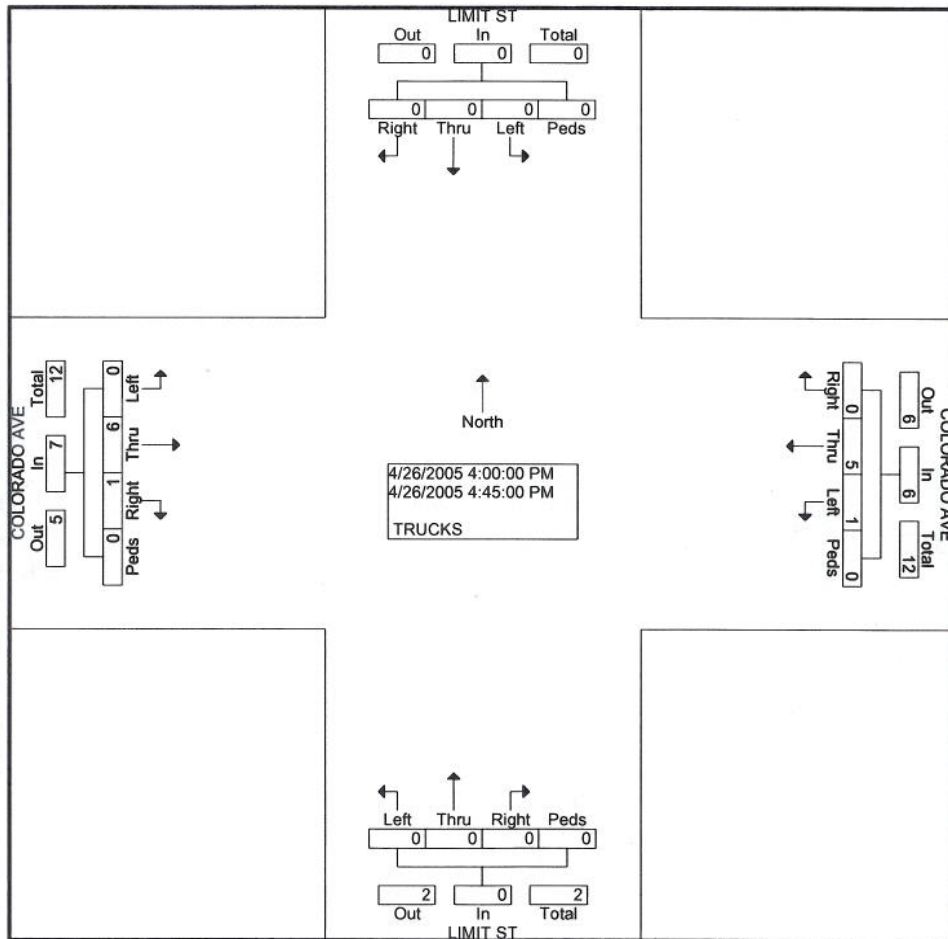 LIMIT ST
Out In Total
0 0 0
0 0 0 0
Right Thru Left Peds
COLORADO AVE
Total In Out
12 7 5
0 6 1 0
Left Thru Right Peds
North
4/26/2005 4:00:00 PM
4/26/2005 4:45:00 PM
TRUCKS
Right Thru Left Peds
0 5 1 0
Out In Total
6 6 12
COLORADO AVE
Left Thru Right Peds
0 0 0 0
2 0 2
Out In Total
LIMIT ST